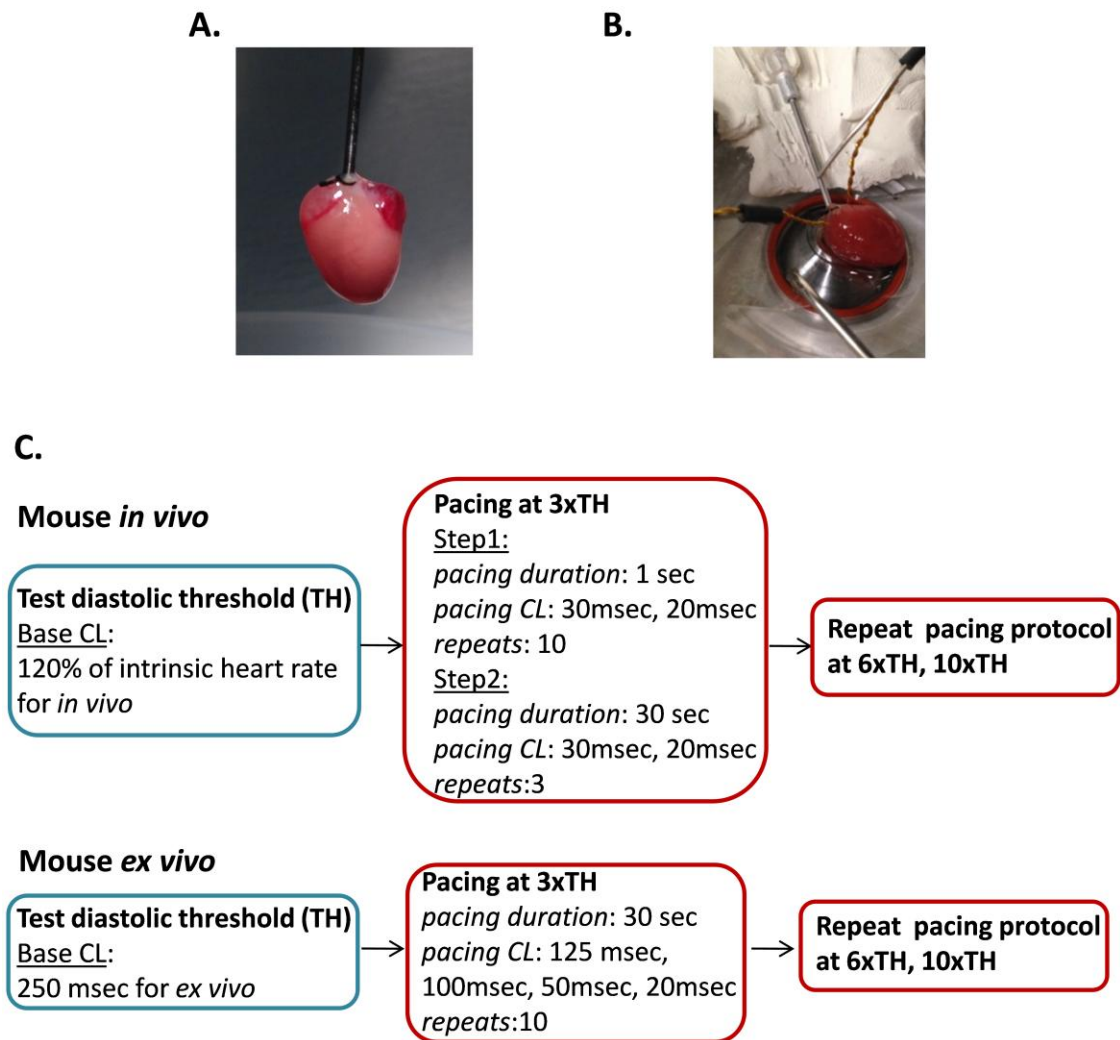 A.
B.
C.
Mouse in vivo
Test diastolic threshold (TH)
Base CL:
120% of intrinsic heart rate
for in vivo
Pacing at 3xTH
Step1:
pacing duration: 1 sec
pacing CL: 30msec, 20msec
repeats: 10
Step2:
pacing duration: 30 sec
pacing CL: 30msec, 20msec
repeats:3
Repeat pacing protocol
at 6xTH, 10xTH
Mouse ex vivo
Test diastolic threshold (TH)
Base CL:
250 msec for ex vivo
Pacing at 3xTH
pacing duration: 30 sec
pacing CL: 125 msec,
100msec, 50msec, 20msec
repeats:10
Repeat pacing protocol
at 6xTH, 10xTH